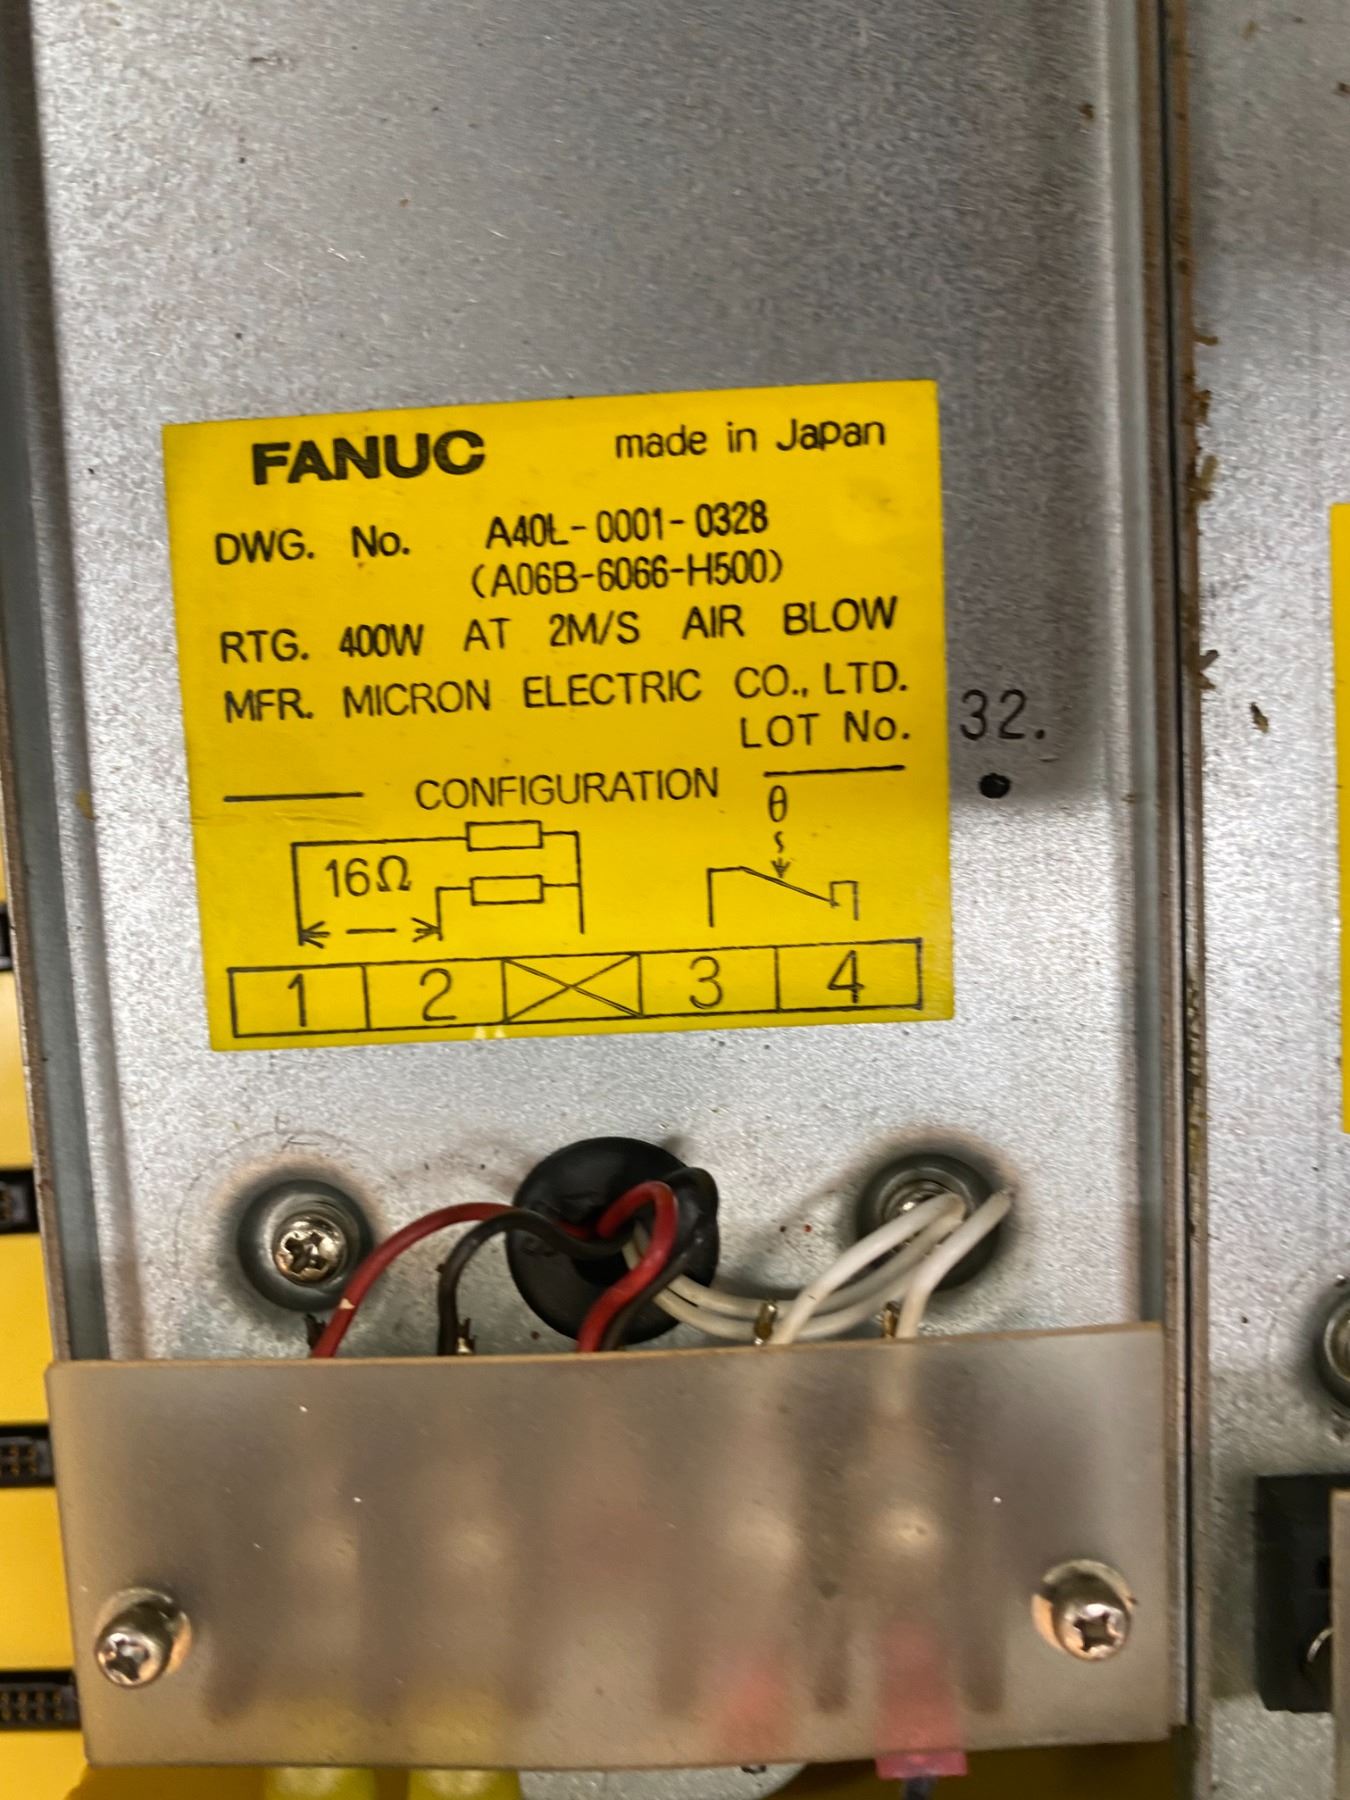 FANUC made in Japan
DWG. No. A40L-0001-0328
(A06B-6066-H500)
RTG. 400W AT 2M/S AIR BLOW
MFR. MICRON ELECTRIC CO., LTD.
LOT No. 32.
CONFIGURATION
θ
16Ω
1 2 3 4